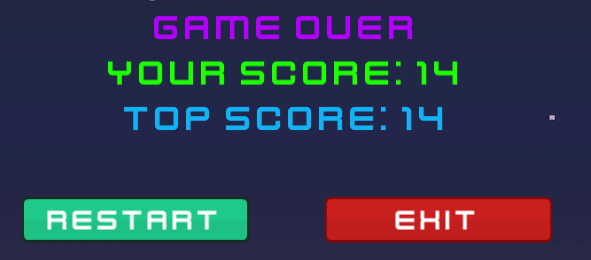 GAME OVER
YOUR SCORE: 14
TOP SCORE: 14
RESTART
EXIT